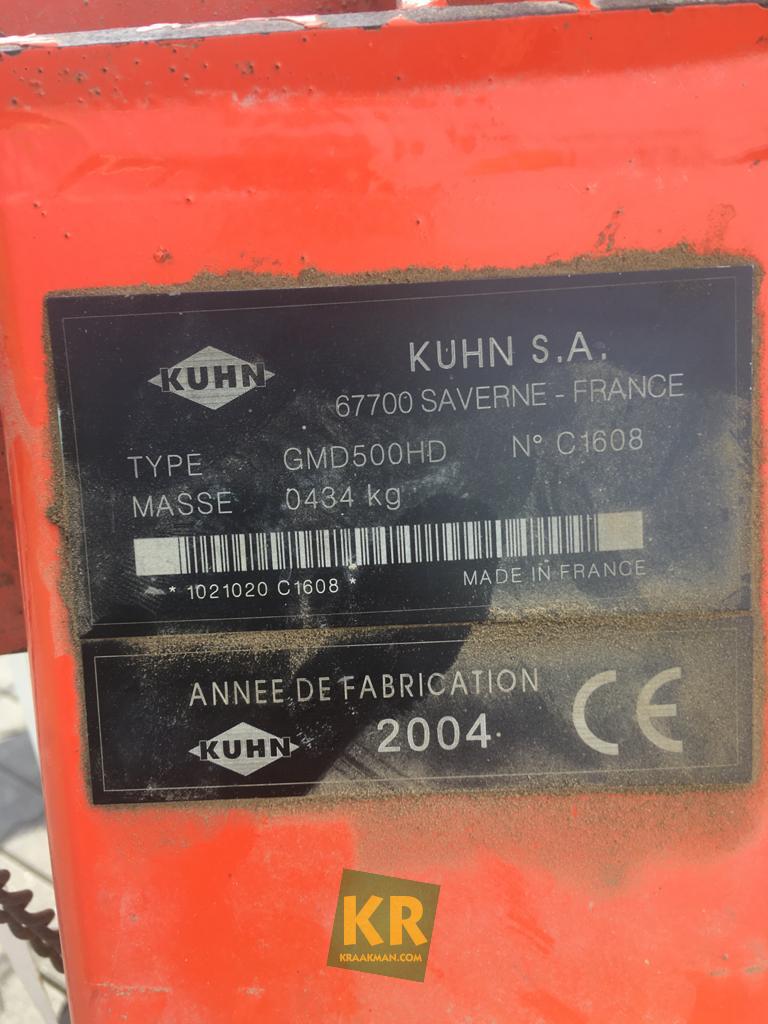 KUHN
KUHN S.A.
67700 SAVERNE - FRANCE
TYPE GMD500HD N° C1608
MASSE 0434 kg
* 1021020 C1608 *
MADE IN FRANCE
ANNEE DE FABRICATION
KUHN 2004 CE
KR
KRAAKMAN.COM